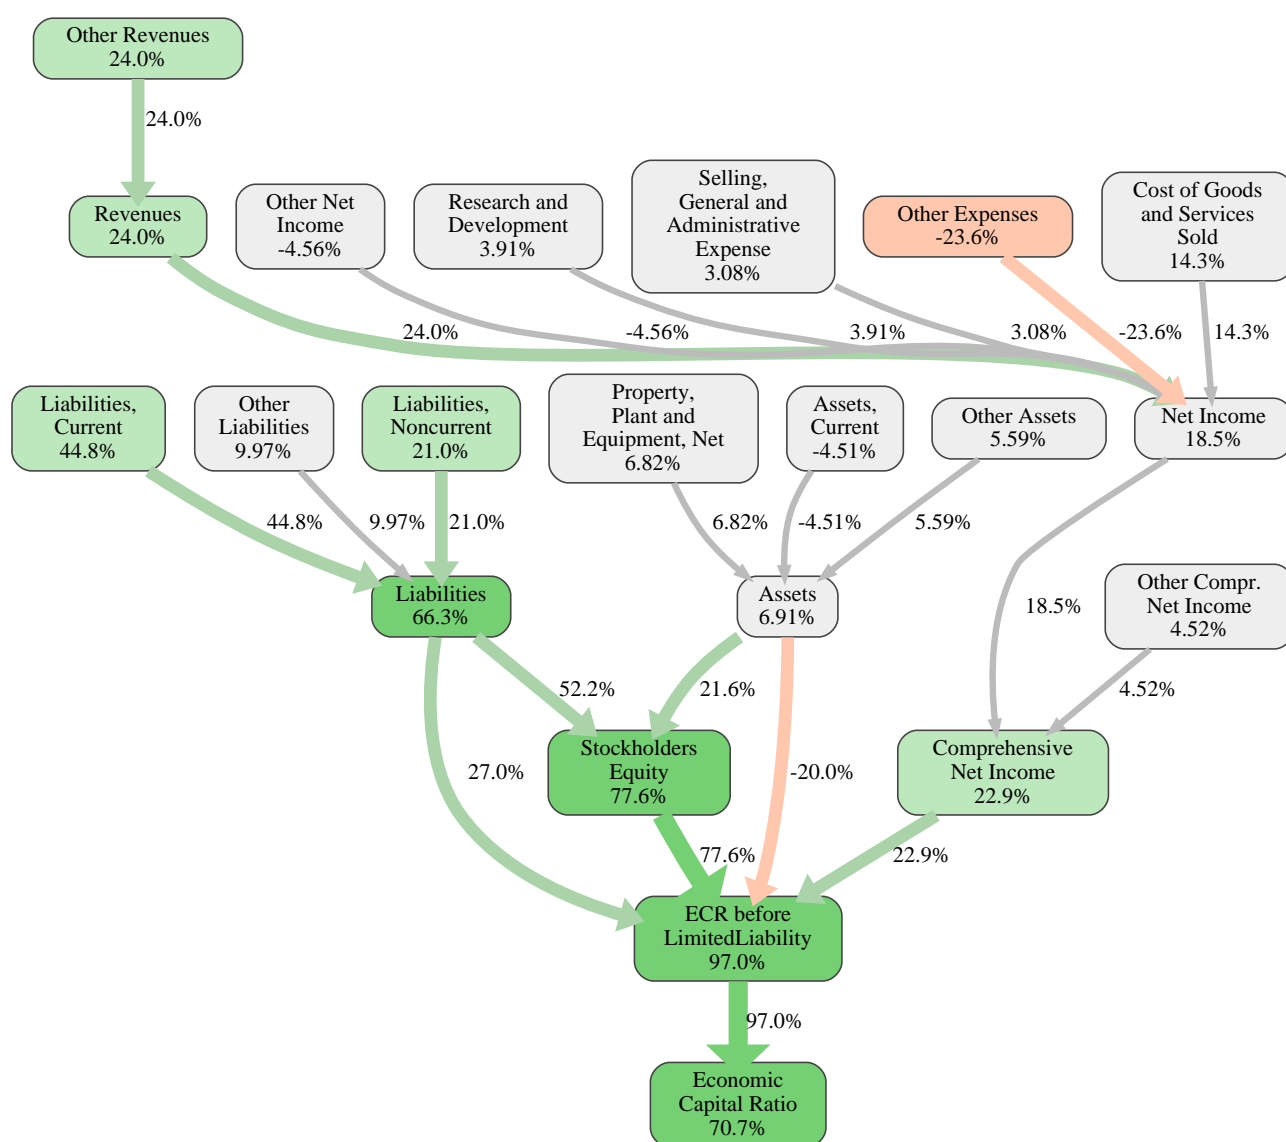 Other Revenues
24.0%
24.0%
Revenues
24.0%
Other Net
Income
-4.56%
Research and
Development
3.91%
Selling,
General and
Administrative
Expense
3.08%
Other Expenses
-23.6%
Cost of Goods
and Services
Sold
14.3%
24.0%
-4.56%
3.91%
3.08%
-23.6%
14.3%
Liabilities,
Current
44.8%
Other
Liabilities
9.97%
Liabilities,
Noncurrent
21.0%
Property,
Plant and
Equipment, Net
6.82%
Assets,
Current
-4.51%
Other Assets
5.59%
Net Income
18.5%
44.8%
9.97%
21.0%
6.82%
-4.51%
5.59%
Liabilities
66.3%
Assets
6.91%
18.5%
Other Compr.
Net Income
4.52%
52.2%
21.6%
4.52%
27.0%
Stockholders
Equity
77.6%
-20.0%
Comprehensive
Net Income
22.9%
77.6%
22.9%
ECR before
LimitedLiability
97.0%
97.0%
Economic
Capital Ratio
70.7%